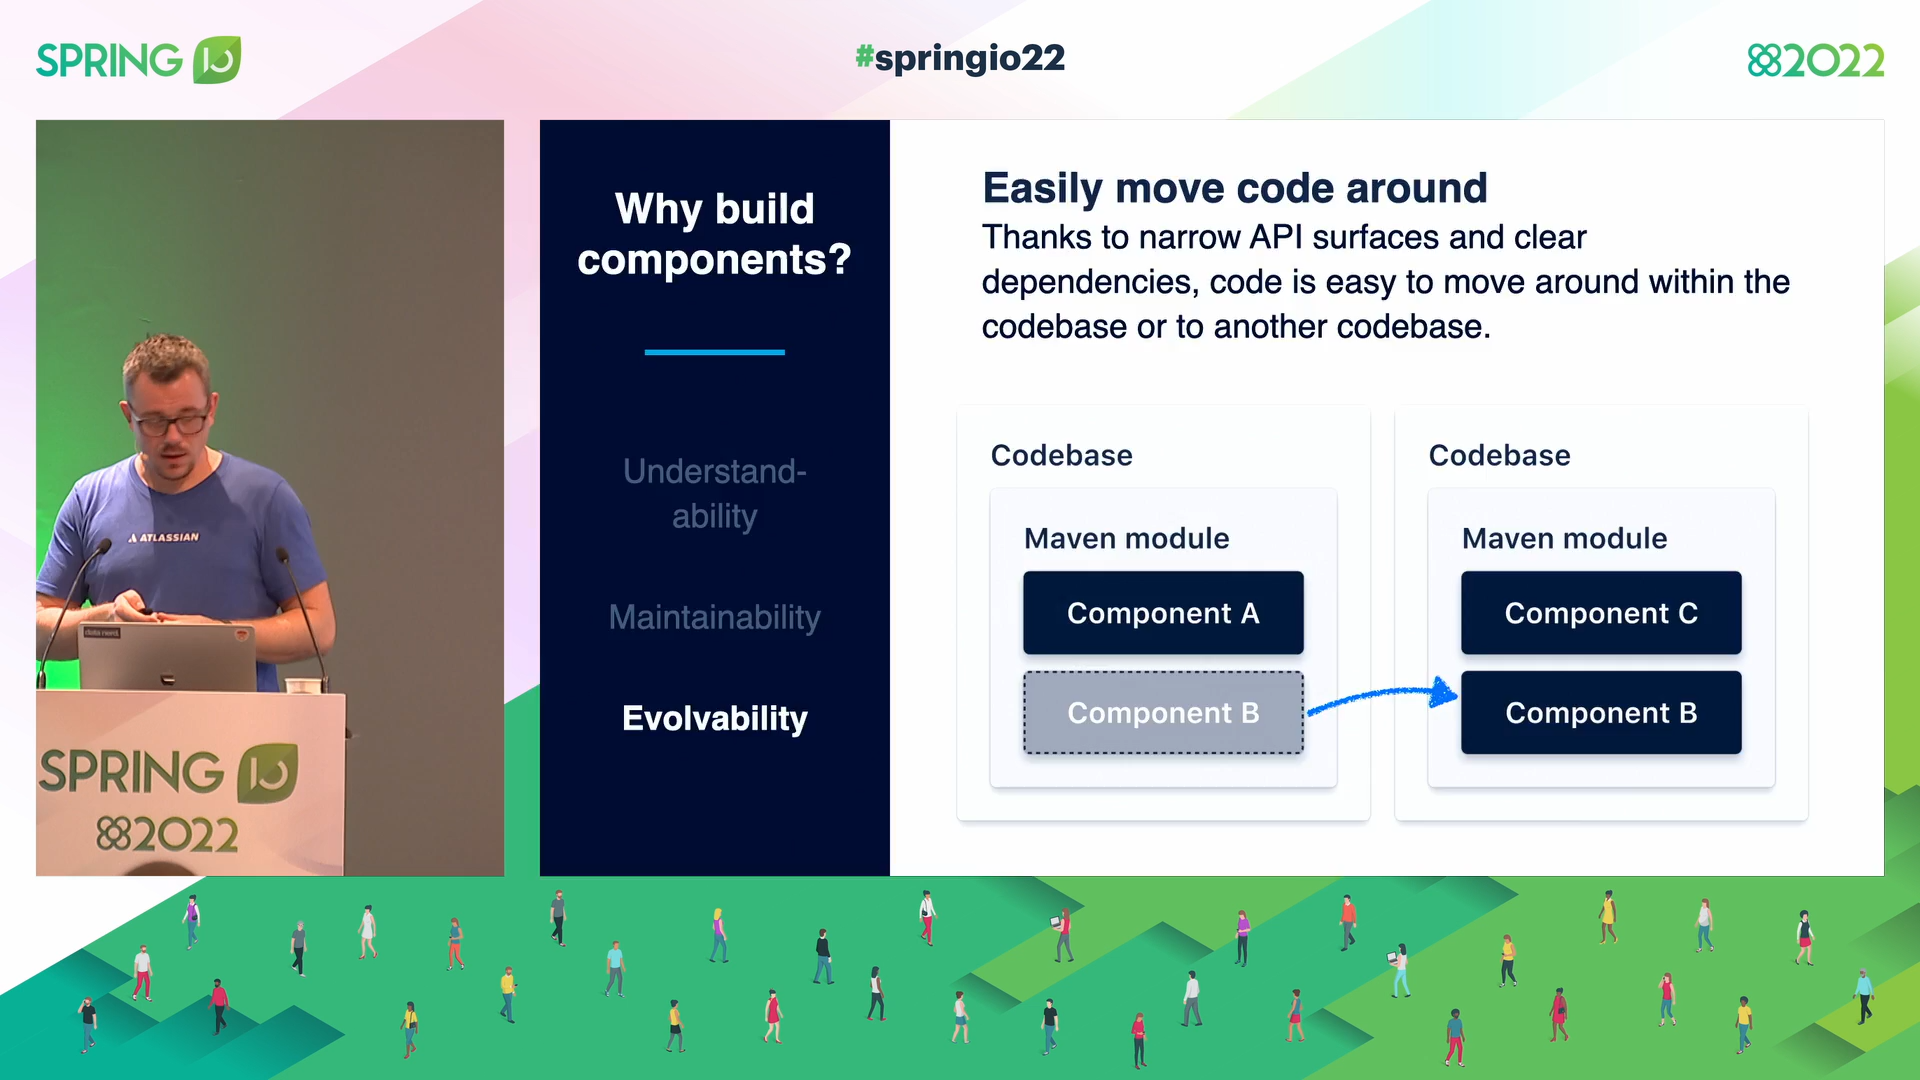 SPRING IO
#springio22
2022
Why build
components?
Understand-
ability
Maintainability
Evolvability
Easily move code around
Thanks to narrow API surfaces and clear
dependencies, code is easy to move around within the
codebase or to another codebase.
Codebase
Maven module
Component A
Component B
Codebase
Maven module
Component C
Component B
ATLASSIAN
data nerd.
SPRING IO
2022